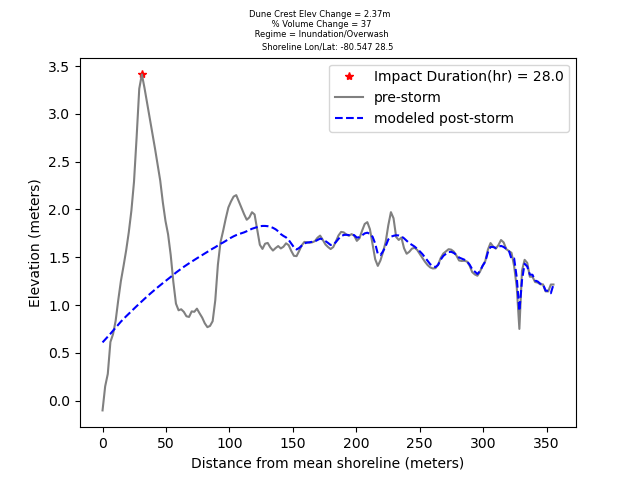 Dune Crest Elev Change = 2.37m
% Volume Change = 37
Regime = Inundation/Overwash
Shoreline Lon/Lat: -80.547 28.5
Impact Duration(hr) = 28.0
pre-storm
modeled post-storm
Elevation (meters)
3.5
3.0
2.5
2.0
1.5
1.0
0.5
0.0
0 50 100 150 200 250 300 350
Distance from mean shoreline (meters)